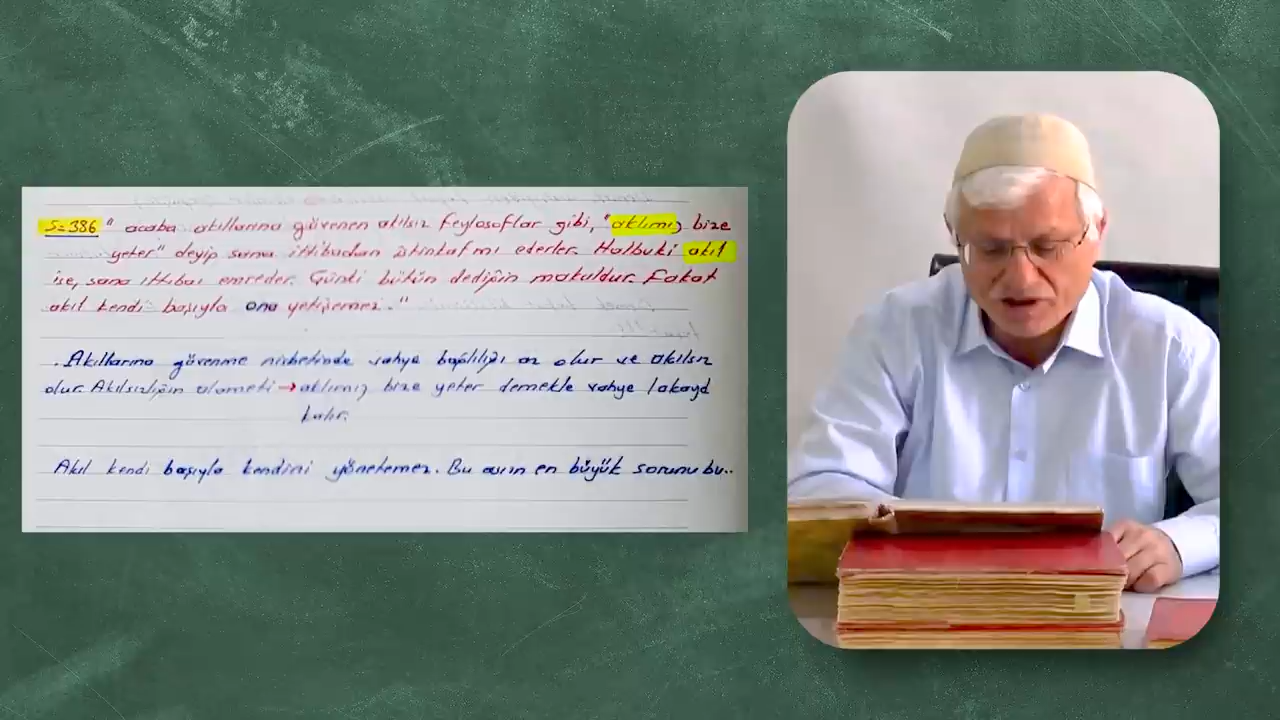 S=386 " acaba akıllarına güvenen akılsız feylosoflar gibi, "aklımız bize
yeter" deyip sana ittibadan istinkaf mı ederler. Halbuki akıl
ise, sana ittibaı emreder. Çünki bütün dediğin makuldur. Fakat
akıl kendi başıyla ona yetişemez."
. Akıllarına güvenme nisbetinde vahye bağlılığı az olur ve akılsız
olur. Akılsızlığın alameti → aklımız bize yeter demekle vahye lakayd
kalır.
Akıl kendi başıyla kendini yönetemez. Bu asrın en büyük sorunu bu..